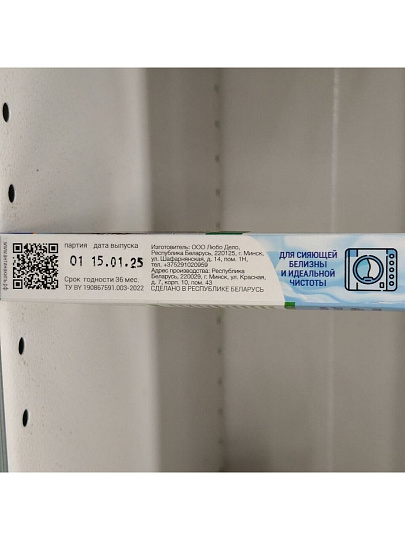 партия дата выпуска
01 15.01.25
Срок годности 36 мес.
ТУ BY 190867591.003-2022
Изготовитель: ООО Любо Дело,
Республика Беларусь, 220125, г. Минск,
ул. Шафарнянская, д. 14, пом. 1Н,
тел. +375291020959
Адрес производства: Республика
Беларусь, 220029, г. Минск, ул. Красная,
д. 7, корп. 10, пом. 43
СДЕЛАНО В РЕСПУБЛИКЕ БЕЛАРУСЬ
ДЛЯ СИЯЮЩЕЙ
БЕЛИЗНЫ
И ИДЕАЛЬНОЙ
ЧИСТОТЫ